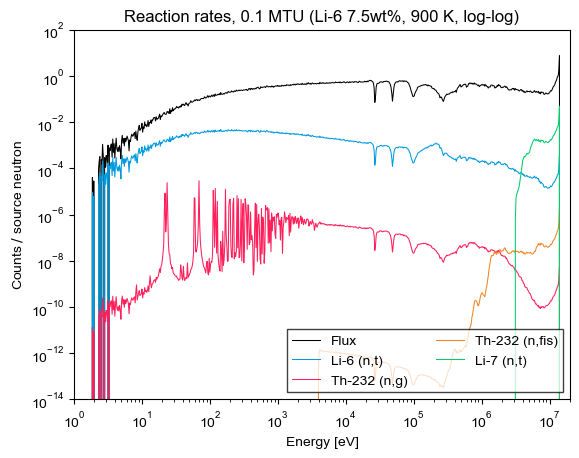 Reaction rates, 0.1 MTU (Li-6 7.5wt%, 900 K, log-log)
Counts / source neutron
10^2
10^0
10^-2
10^-4
10^-6
10^-8
10^-10
10^-12
10^-14
Flux
Li-6 (n,t)
Th-232 (n,g)
Th-232 (n,fis)
Li-7 (n,t)
10^0 10^1 10^2 10^3 10^4 10^5 10^6 10^7
Energy [eV]